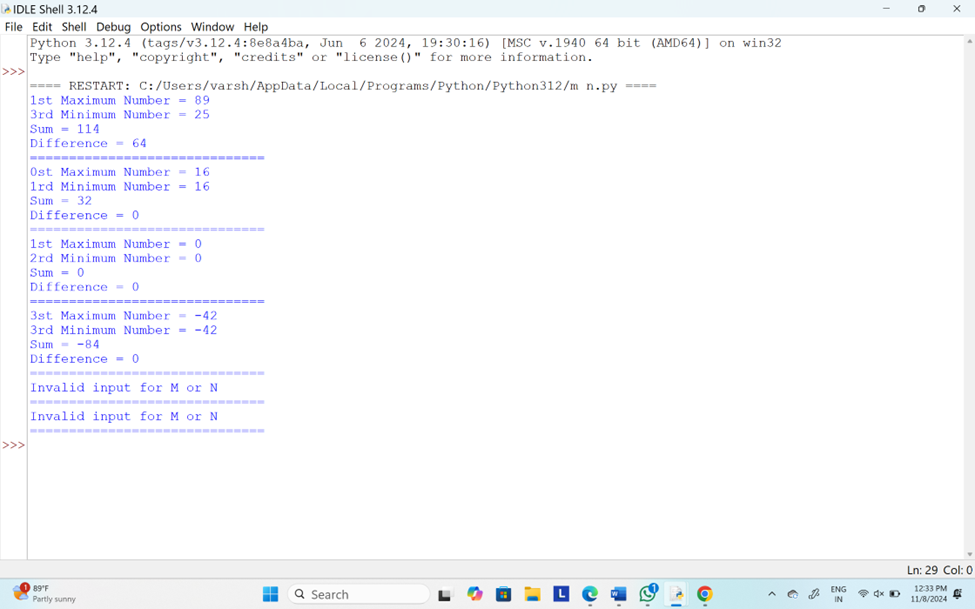 IDLE Shell 3.12.4
File Edit Shell Debug Options Window Help
Python 3.12.4 (tags/v3.12.4:8e8a4ba, Jun  6 2024, 19:30:16) [MSC v.1940 64 bit (AMD64)] on win32
Type "help", "copyright", "credits" or "license()" for more information.
>>>
==== RESTART: C:/Users/varsh/AppData/Local/Programs/Python/Python312/m n.py ====
1st Maximum Number = 89
3rd Minimum Number = 25
Sum = 114
Difference = 64
==============================
0st Maximum Number = 16
1rd Minimum Number = 16
Sum = 32
Difference = 0
==============================
1st Maximum Number = 0
2rd Minimum Number = 0
Sum = 0
Difference = 0
==============================
3st Maximum Number = -42
3rd Minimum Number = -42
Sum = -84
Difference = 0
==============================
Invalid input for M or N
==============================
Invalid input for M or N
==============================
>>>
Ln: 29 Col: 0
1
89°F
Partly sunny
Search
L
W
1
ENG
IN
12:33 PM
11/8/2024